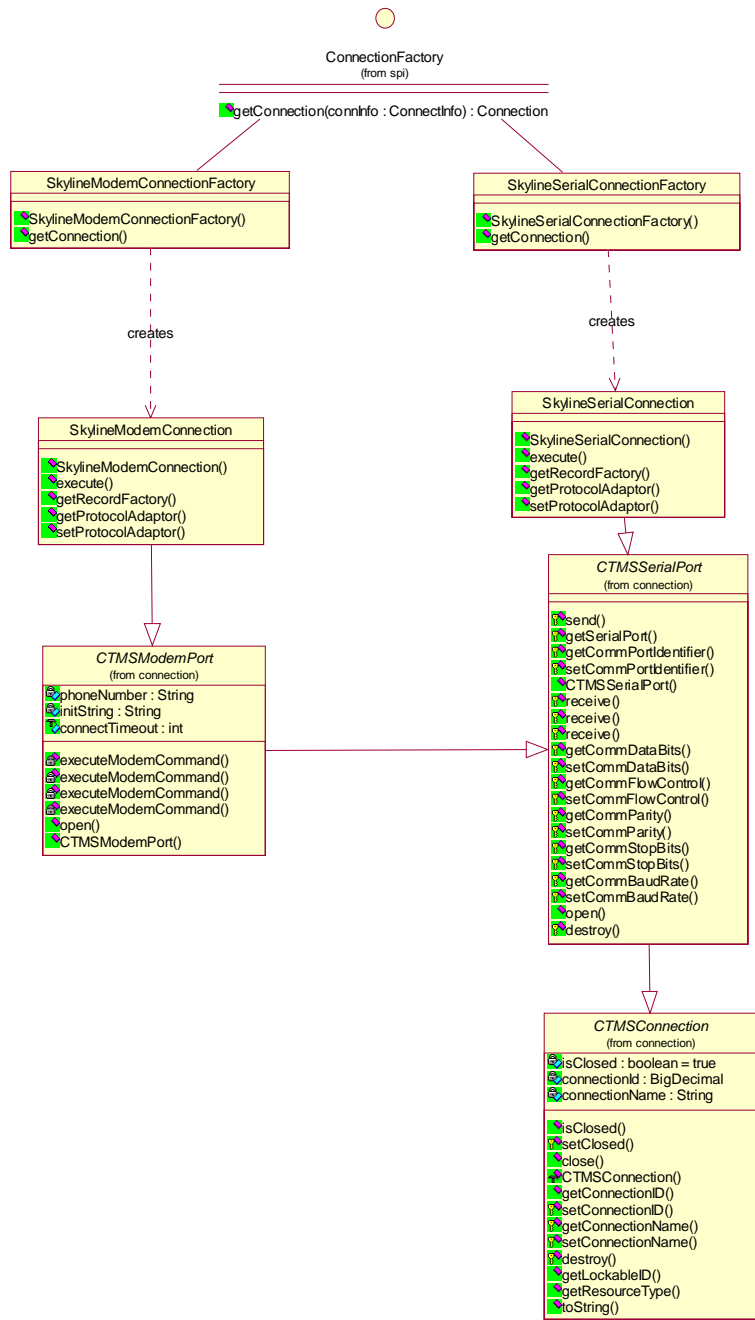 ConnectionFactory
(from spi)
getConnection(connInfo : ConnectInfo) : Connection
SkylineModemConnectionFactory
SkylineModemConnectionFactory()
getConnection()
SkylineSerialConnectionFactory
SkylineSerialConnectionFactory()
getConnection()
creates
creates
SkylineModemConnection
SkylineModemConnection()
execute()
getRecordFactory()
getProtocolAdaptor()
setProtocolAdaptor()
SkylineSerialConnection
SkylineSerialConnection()
execute()
getRecordFactory()
getProtocolAdaptor()
setProtocolAdaptor()
CTMSModemPort
(from connection)
phoneNumber : String
initString : String
connectTimeout : int
executeModemCommand()
executeModemCommand()
executeModemCommand()
executeModemCommand()
open()
CTMSModemPort()
CTMSSerialPort
(from connection)
send()
getSerialPort()
getCommPortIdentifier()
setCommPortIdentifier()
CTMSSerialPort()
receive()
receive()
receive()
getCommDataBits()
setCommDataBits()
getCommFlowControl()
setCommFlowControl()
getCommParity()
setCommParity()
getCommStopBits()
setCommStopBits()
getCommBaudRate()
setCommBaudRate()
open()
destroy()
CTMSConnection
(from connection)
isClosed : boolean = true
connectionId : BigDecimal
connectionName : String
isClosed()
setClosed()
close()
CTMSConnection()
getConnectionID()
setConnectionID()
getConnectionName()
setConnectionName()
destroy()
getLockableID()
getResourceType()
toString()